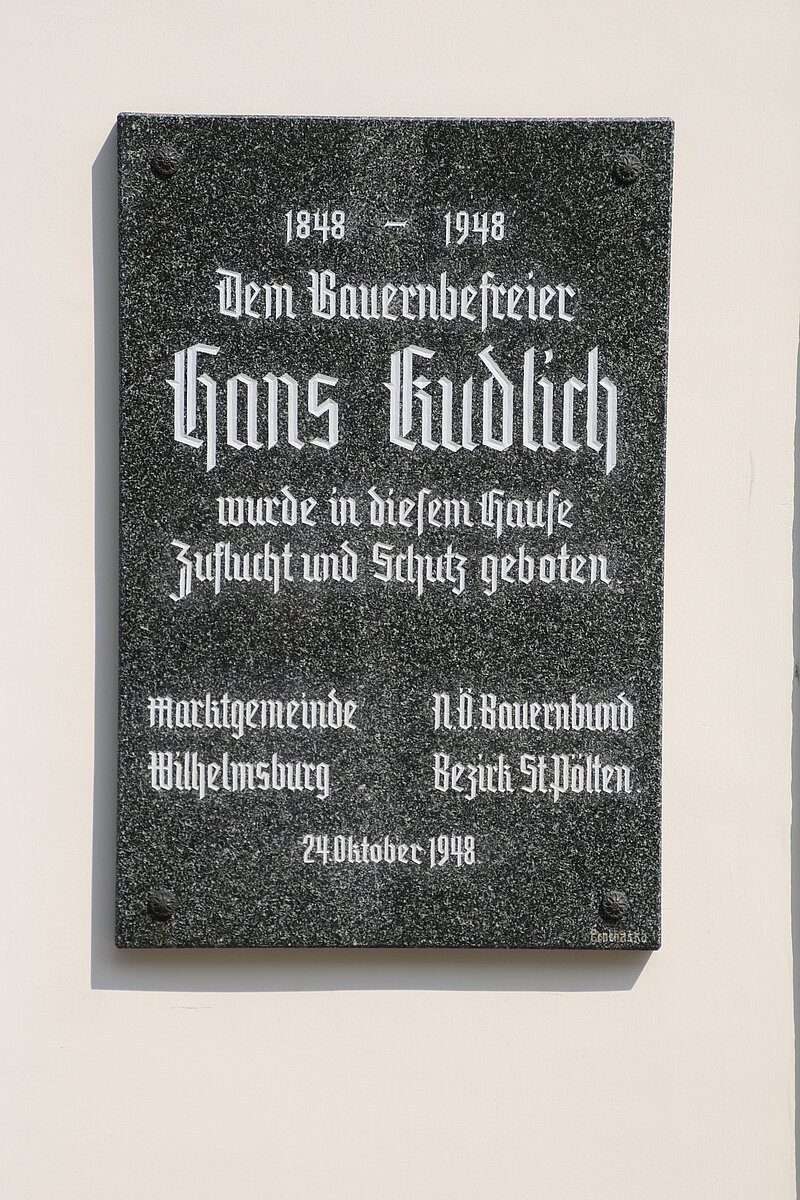 1848 – 1948
Dem Bauernbefreier
Hans Kudlich
wurde in diesem Hause
Zuflucht und Schutz geboten.
Marktgemeinde
Wilhelmsburg
N.Ö. Bauernbund
Bezirk St. Pölten.
24. Oktober 1948.
Prochaska